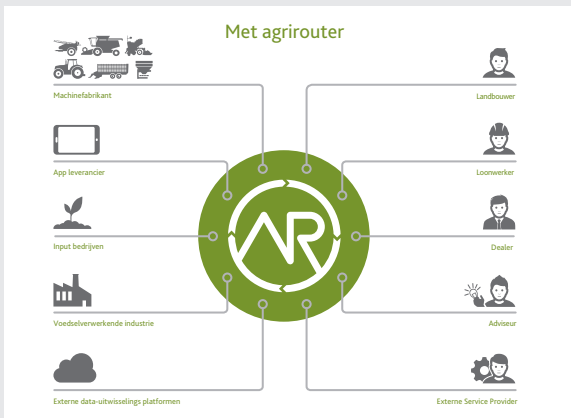 Met agrirouter
Machinefabrikant
Landbouwer
App leverancier
Loonwerker
AR
Input bedrijven
Dealer
Voedselverwerkende industrie
Adviseur
Externe data-uitwisselings platformen
Externe Service Provider